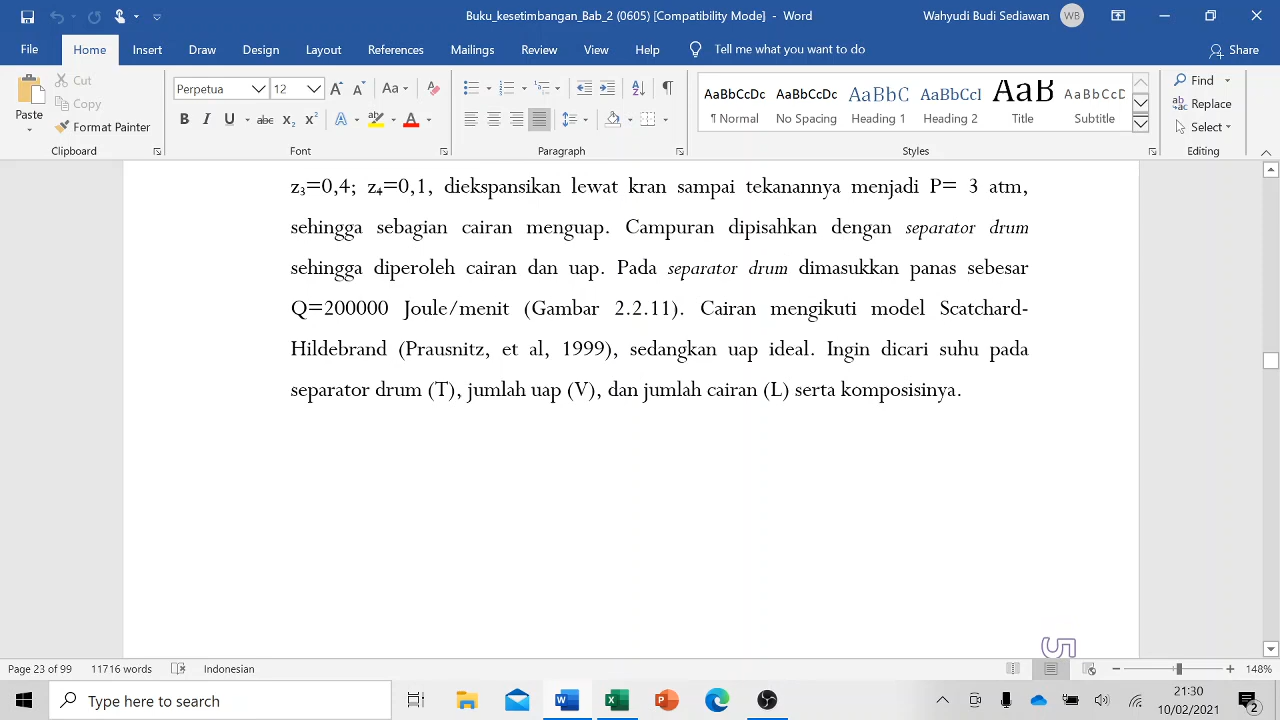 Buku_kesetimbangan_Bab_2 (0605) [Compatibility Mode] - Word
Wahyudi Budi Sediawan
WB
File Home Insert Draw Design Layout References Mailings Review View Help Tell me what you want to do Share
Paste
Cut
Copy
Format Painter
Clipboard
Perpetua 12
Font
Paragraph
AaBbCcDc AaBbCcDc AaBbC AaBbCcI AaB AaBbCcD
¶ Normal No Spacing Heading 1 Heading 2 Title Subtitle
Styles
Find
Replace
Select
Editing
z₃=0,4; z₄=0,1, diekspansikan lewat kran sampai tekanannya menjadi P= 3 atm,
sehingga sebagian cairan menguap. Campuran dipisahkan dengan separator drum
sehingga diperoleh cairan dan uap. Pada separator drum dimasukkan panas sebesar
Q=200000 Joule/menit (Gambar 2.2.11). Cairan mengikuti model Scatchard-
Hildebrand (Prausnitz, et al, 1999), sedangkan uap ideal. Ingin dicari suhu pada
separator drum (T), jumlah uap (V), dan jumlah cairan (L) serta komposisinya.
Page 23 of 99 11716 words Indonesian 148%
Type here to search
21:30
10/02/2021
2